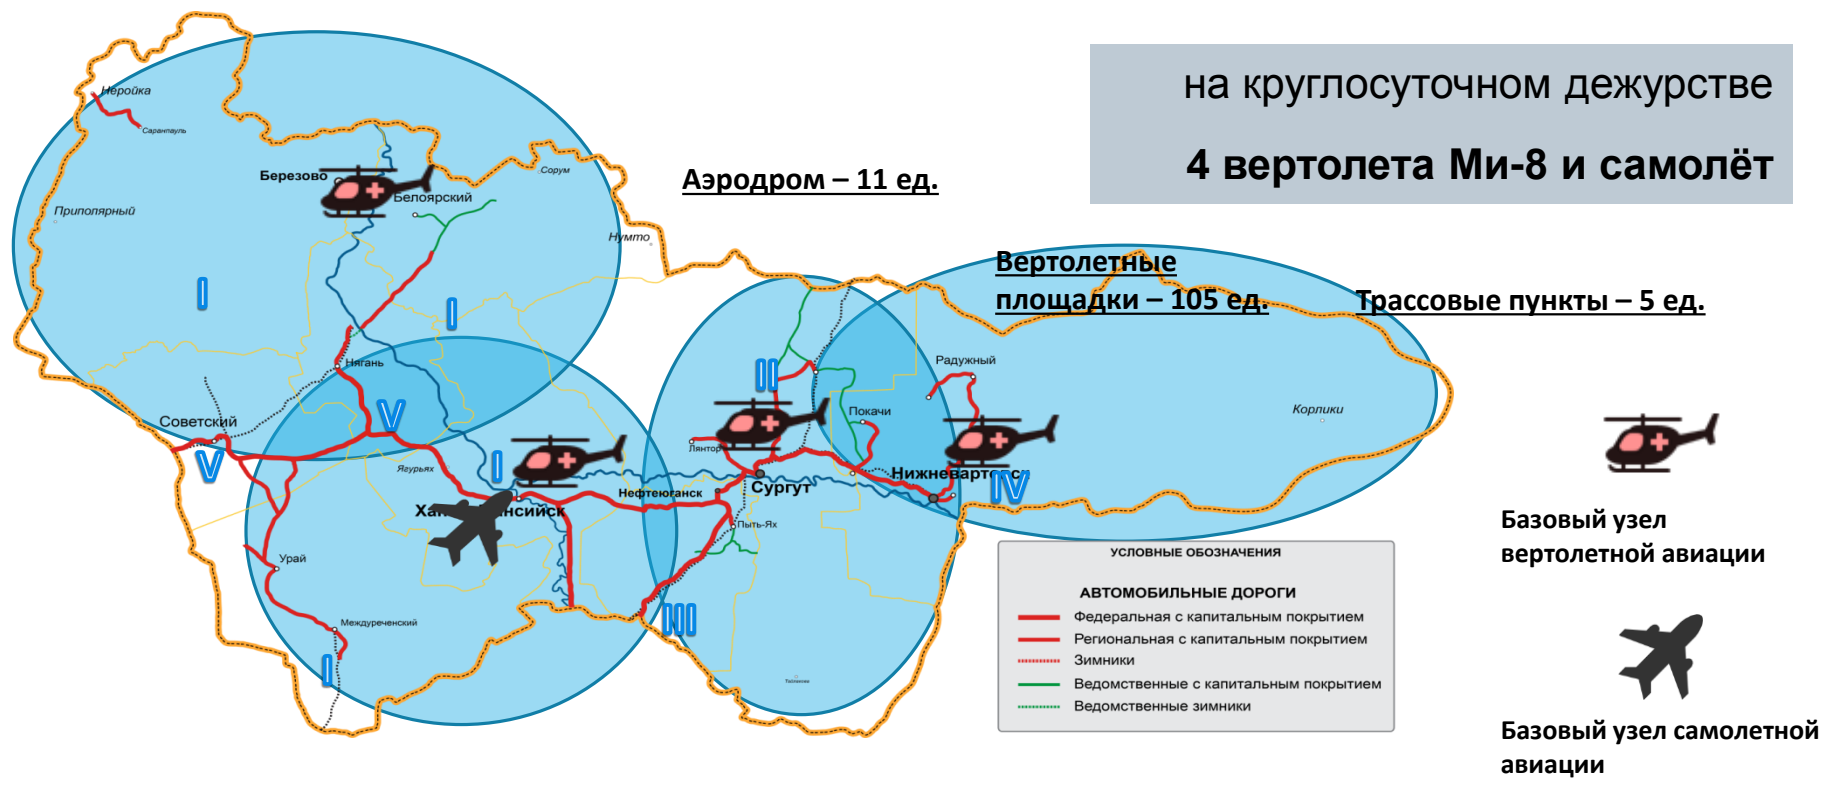 на круглосуточном дежурстве
4 вертолета Ми-8 и самолёт
Аэродром – 11 ед.
Вертолетные
площадки – 105 ед.
Трассовые пункты – 5 ед.
Неройка
Саранпауль
Березово
Белоярский
Сорум
Приполярный
Нумто
I
I
Нягань
Советский
V
V
I
Ягурьях
Урай
Междуреченский
I
II
Радужный
Покачи
Лянтор
Корлики
Нижневартовск
IV
Сургут
Нефтеюганск
Пыть-Ях
III
УСЛОВНЫЕ ОБОЗНАЧЕНИЯ
АВТОМОБИЛЬНЫЕ ДОРОГИ
Федеральная с капитальным покрытием
Региональная с капитальным покрытием
Зимники
Ведомственные с капитальным покрытием
Ведомственные зимники
Базовый узел
вертолетной авиации
Базовый узел самолетной
авиации